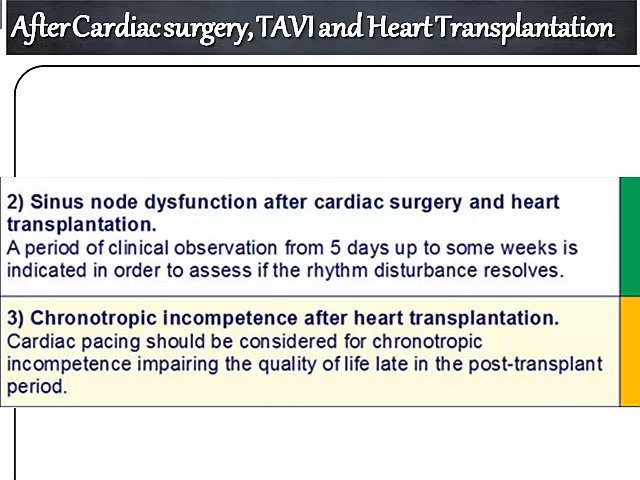 After Cardiac surgery, TAVI and Heart Transplantation
2) Sinus node dysfunction after cardiac surgery and heart
transplantation.
A period of clinical observation from 5 days up to some weeks is
indicated in order to assess if the rhythm disturbance resolves.
3) Chronotropic incompetence after heart transplantation.
Cardiac pacing should be considered for chronotropic
incompetence impairing the quality of life late in the post-transplant
period.